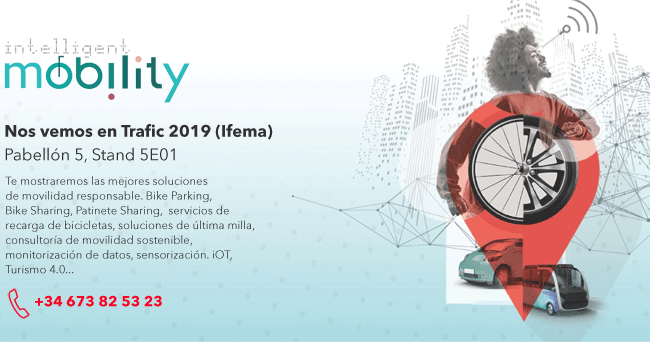 intelligent
mobility
Nos vemos en Trafic 2019 (Ifema)
Pabellón 5, Stand 5E01
Te mostraremos las mejores soluciones
de movilidad responsable. Bike Parking,
Bike Sharing, Patinete Sharing, servicios de
recarga de bicicletas, soluciones de última milla,
consultoría de movilidad sostenible,
monitorización de datos, sensorización. iOT,
Turismo 4.0...
+34 673 82 53 23